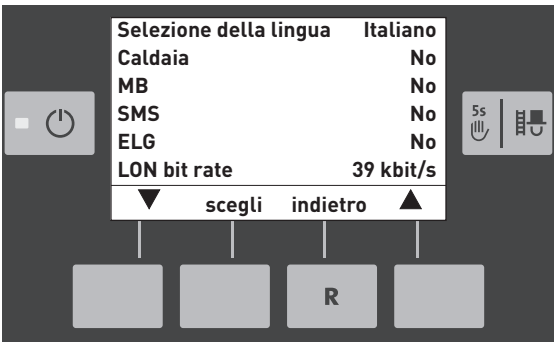 Selezione della lingua Italiano
Caldaia No
MB No
SMS No
ELG No
LON bit rate 39 kbit/s
▼ scegli indietro ▲
5s
R